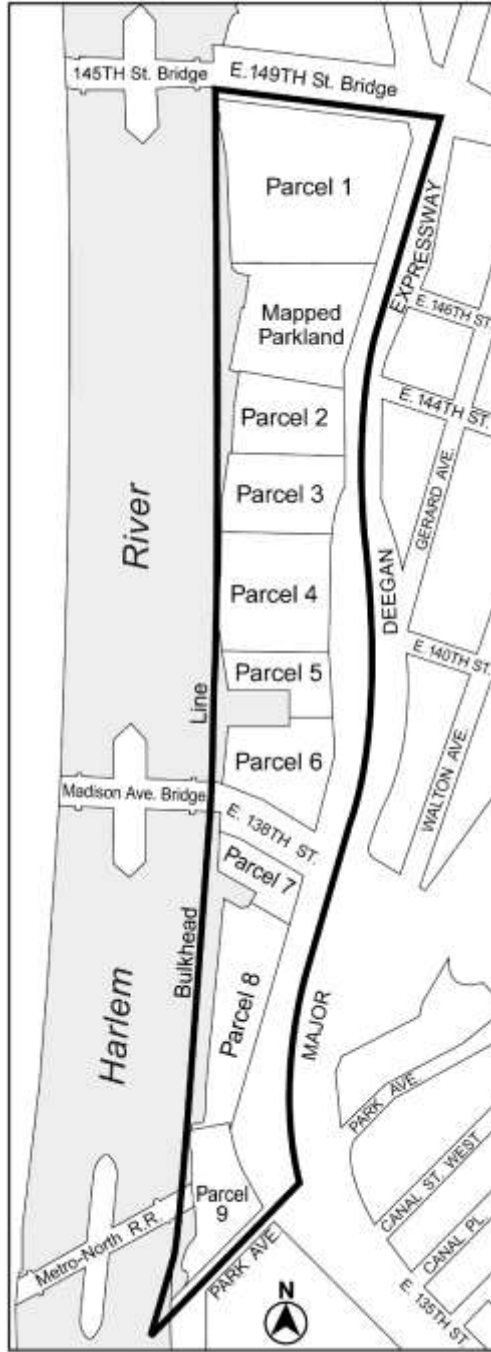 145TH St. Bridge
E. 149TH St. Bridge
Parcel 1
EXPRESSWAY
E. 146TH ST.
Mapped
Parkland
E. 144TH ST.
Parcel 2
GERARD AVE.
River
Parcel 3
DEEGAN
Parcel 4
E. 140TH ST.
Parcel 5
Line
WALTON AVE.
Parcel 6
Madison Ave. Bridge
E. 138TH ST.
Parcel 7
Bulkhead
Harlem
Parcel 8
MAJOR
PARK AVE.
CANAL ST. WEST
Parcel
9
CANAL PL.
Metro-North R.R.
PARK AVE.
E. 135TH ST.
N